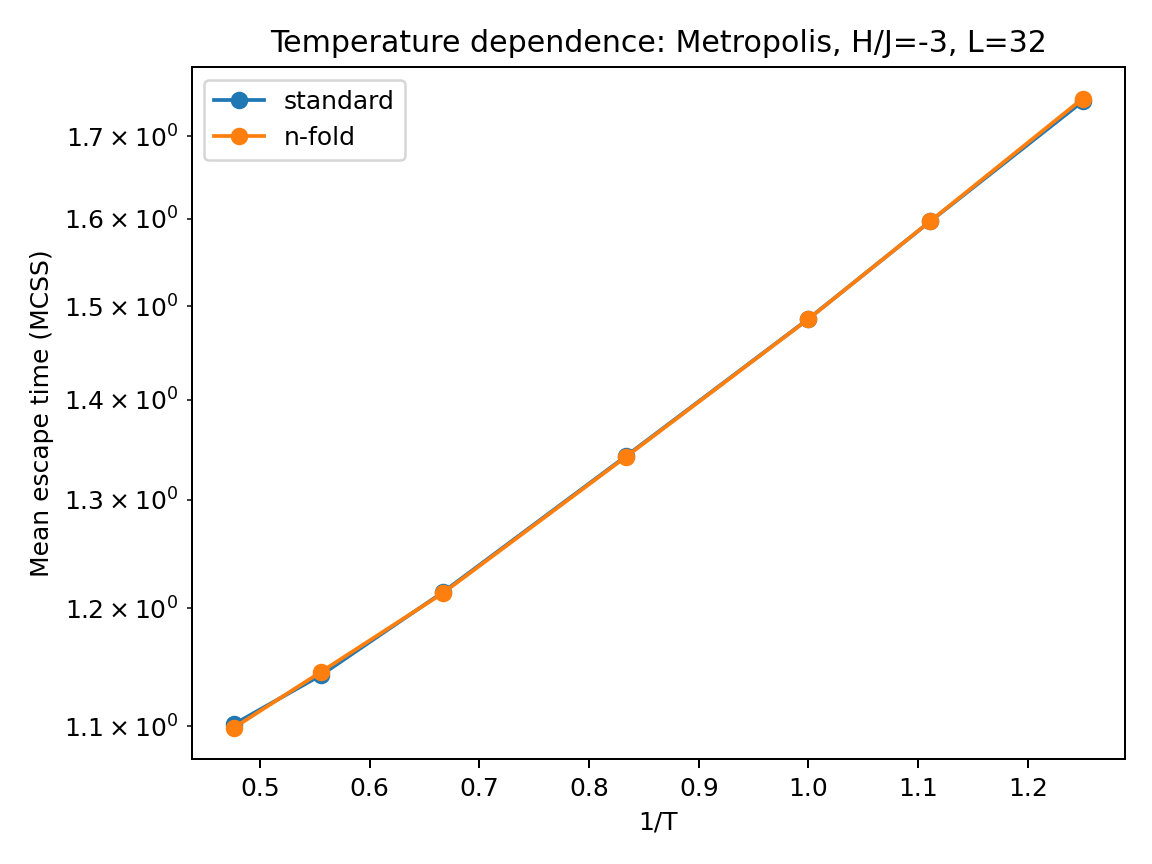 Temperature dependence: Metropolis, H/J=-3, L=32
standard
n-fold
1.7 × 10⁰
1.6 × 10⁰
1.5 × 10⁰
1.4 × 10⁰
1.3 × 10⁰
1.2 × 10⁰
1.1 × 10⁰
Mean escape time (MCSS)
0.5 0.6 0.7 0.8 0.9 1.0 1.1 1.2
1/T